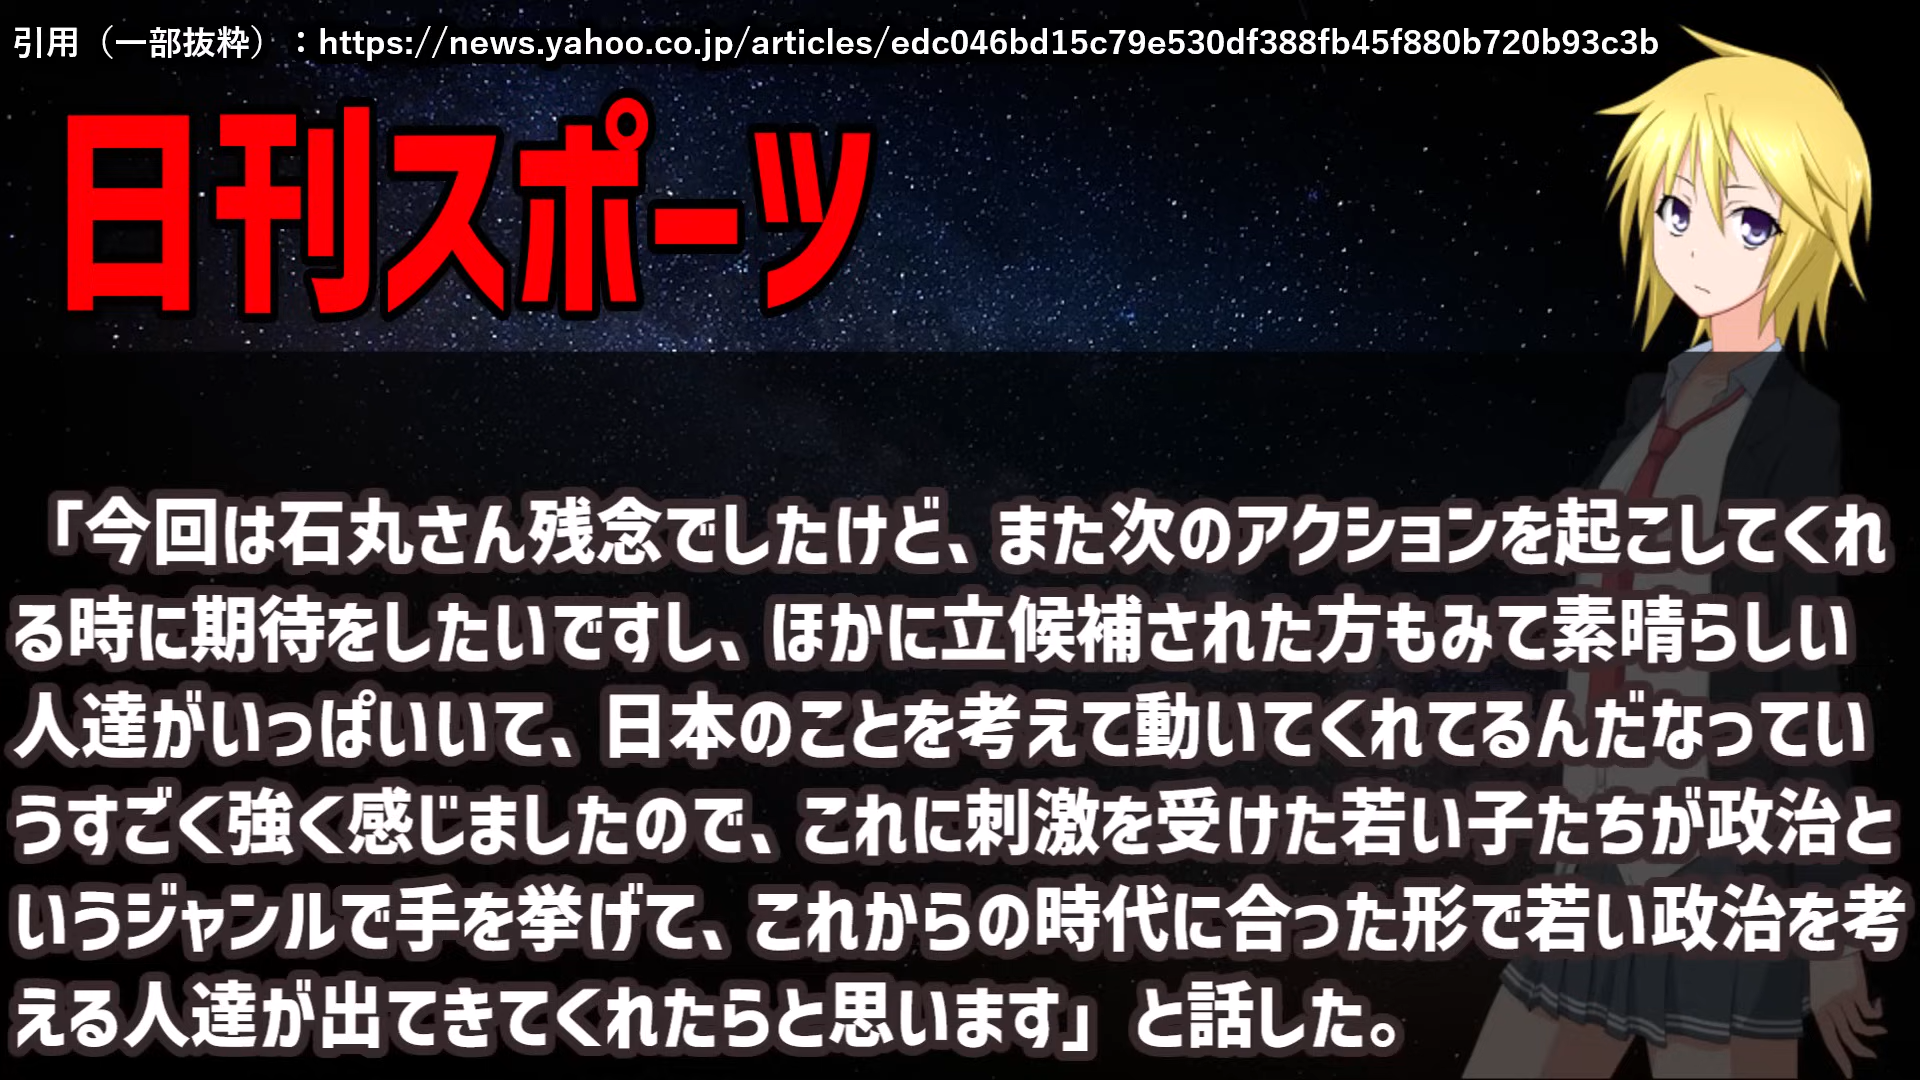 引用（一部抜粋）：https://news.yahoo.co.jp/articles/edc046bd15c79e530df388fb45f880b720b93c3b
日刊スポーツ
「今回は石丸さん残念でしたけど、また次のアクションを起こしてくれ
る時に期待をしたいですし、ほかに立候補された方もみて素晴らしい
人達がいっぱいいて、日本のことを考えて動いてくれてるんだなってい
うすごく強く感じましたので、これに刺激を受けた若い子たちが政治と
いうジャンルで手を挙げて、これからの時代に合った形で若い政治を考
える人達が出てきてくれたらと思います」と話した。